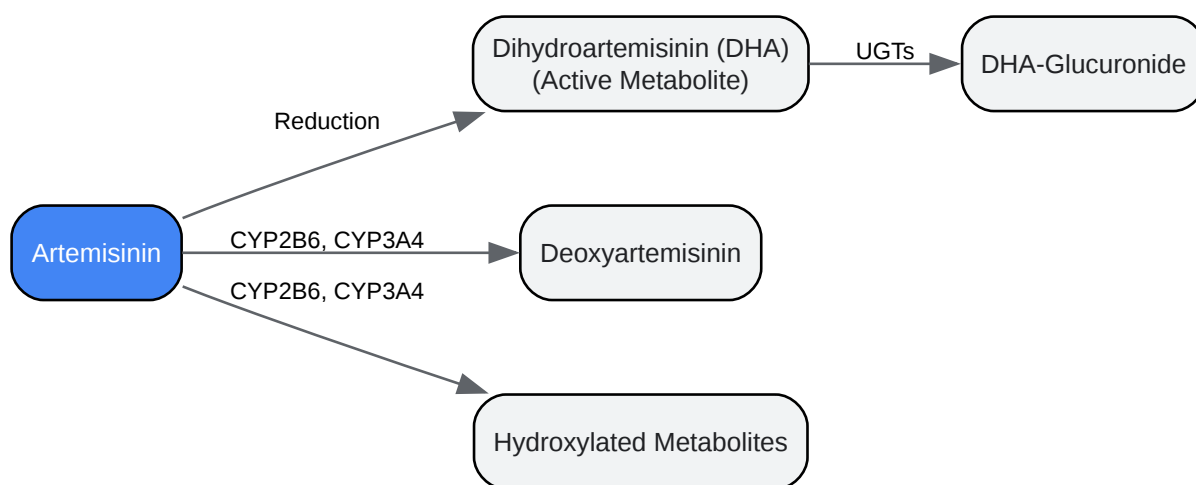 Dihydroartemisinin (DHA)
(Active Metabolite)
UGTs
DHA-Glucuronide
Reduction
Artemisinin
CYP2B6, CYP3A4
Deoxyartemisinin
CYP2B6, CYP3A4
Hydroxylated Metabolites